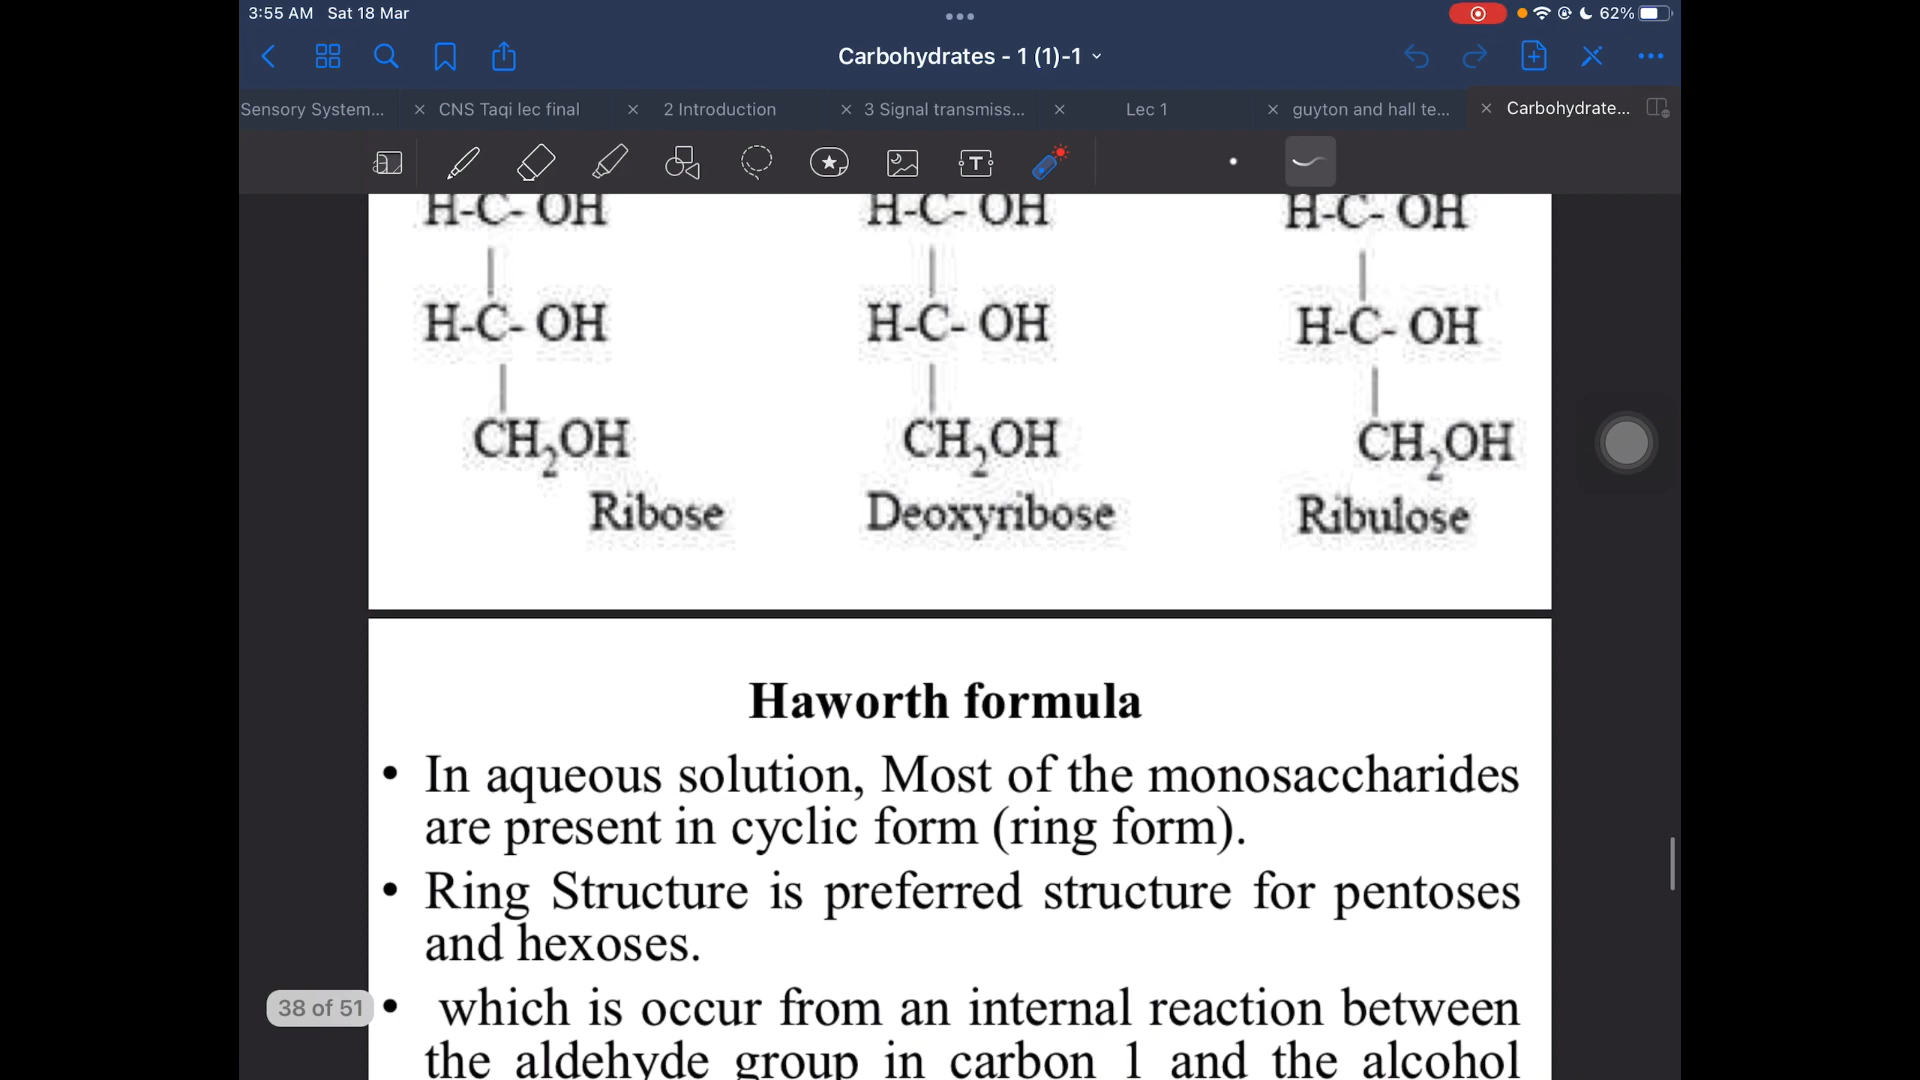 3:55 AM Sat 18 Mar
62%
Carbohydrates - 1 (1)-1
Sensory System...
CNS Taqi lec final
2 Introduction
3 Signal transmiss...
Lec 1
guyton and hall te...
Carbohydrate...
H-C- OH H-C- OH H-C- OH
H-C- OH H-C- OH H-C- OH
CH₂OH CH₂OH CH₂OH
Ribose Deoxyribose Ribulose
Haworth formula
• In aqueous solution, Most of the monosaccharides
are present in cyclic form (ring form).
• Ring Structure is preferred structure for pentoses
and hexoses.
• which is occur from an internal reaction between
the aldehyde group in carbon 1 and the alcohol
38 of 51